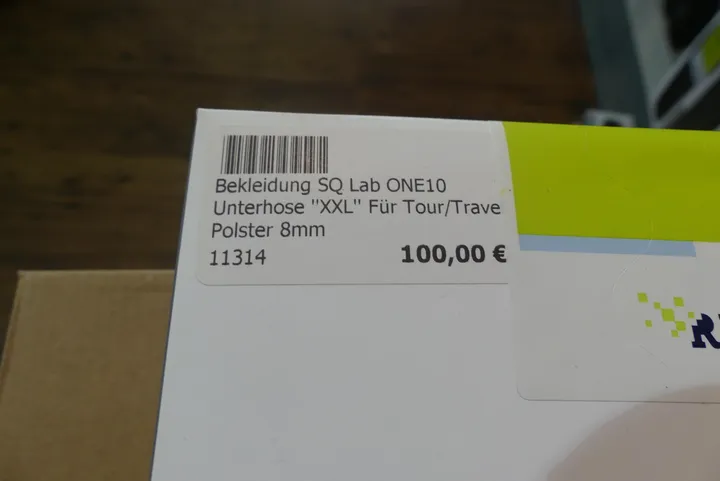 Bekleidung SQ Lab ONE10
Unterhose "XXL" Für Tour/Trave
Polster 8mm
11314 100,00 €